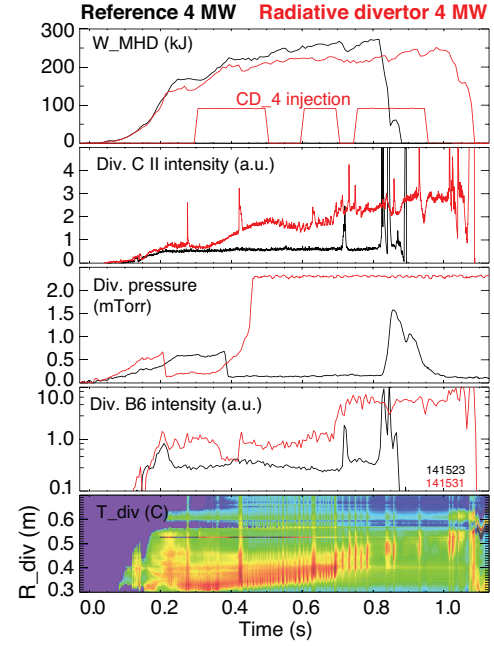 Reference 4 MW Radiative divertor 4 MW
300
W_MHD (kJ)
200
CD_4 injection
100
0
Div. C II intensity (a.u.)
4
3
2
1
0
Div. pressure
(mTorr)
2.0
1.5
1.0
0.5
0.0
Div. B6 intensity (a.u.)
10.0
1.0
0.1
141523
141531
T_div (C)
R_div (m)
0.6
0.5
0.4
0.3
0.0 0.2 0.4 0.6 0.8 1.0
Time (s)